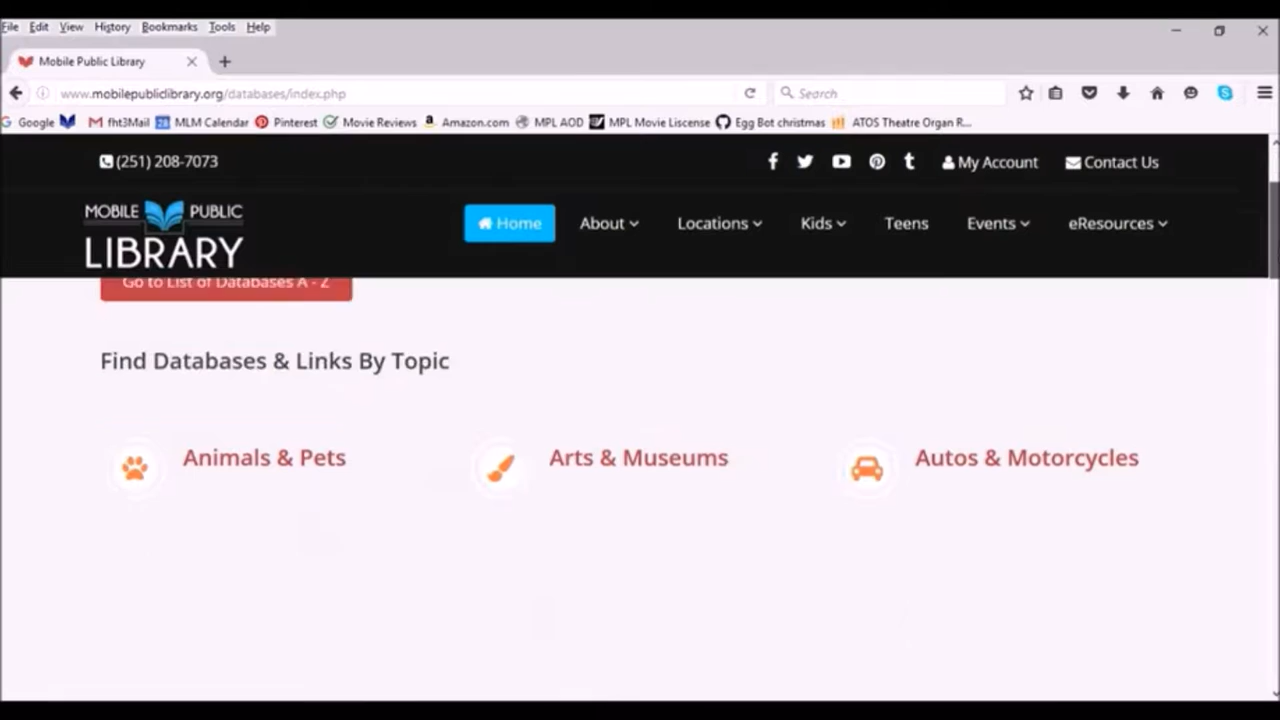 File Edit View History Bookmarks Tools Help
Mobile Public Library
www.mobilepubliclibrary.org/databases/index.php
Search
Google fht3Mail MLM Calendar Pinterest Movie Reviews Amazon.com MPL AOD MPL Movie Liscense Egg Bot christmas ATOS Theatre Organ R...
(251) 208-7073 My Account Contact Us
MOBILE PUBLIC
LIBRARY
Home About Locations Kids Teens Events eResources
Go to List of Databases A - Z
Find Databases & Links By Topic
Animals & Pets Arts & Museums Autos & Motorcycles